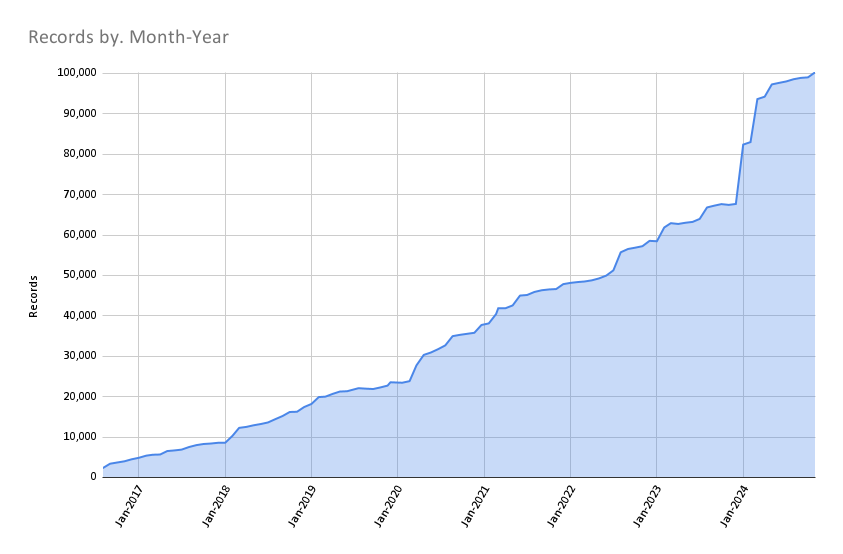 Records by. Month-Year
100,000
90,000
80,000
70,000
60,000
50,000
40,000
30,000
20,000
10,000
0
Records
Jan-2017
Jan-2018
Jan-2019
Jan-2020
Jan-2021
Jan-2022
Jan-2023
Jan-2024